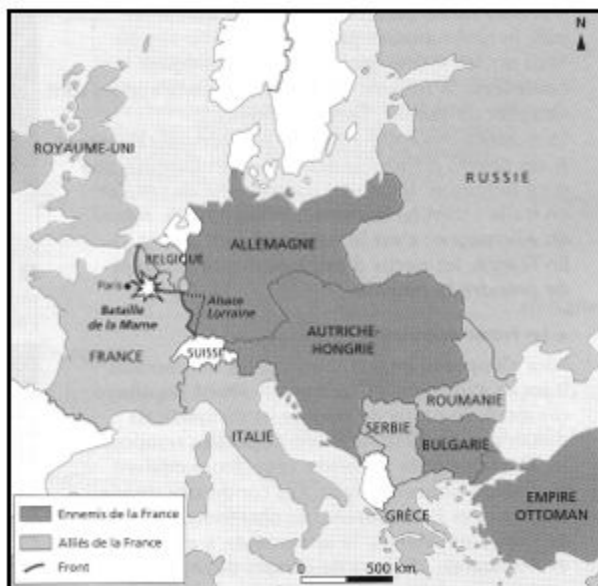 N
ROYAUME-UNI
RUSSIE
ALLEMAGNE
BELGIQUE
Paris
Alsace
Lorraine
Bataille
de la Marne
AUTRICHE-
HONGRIE
FRANCE
SUISSE
ROUMANIE
SERBIE
ITALIE
BULGARIE
EMPIRE
OTTOMAN
GRÈCE
Ennemis de la France
Alliés de la France
Front
0 500 km